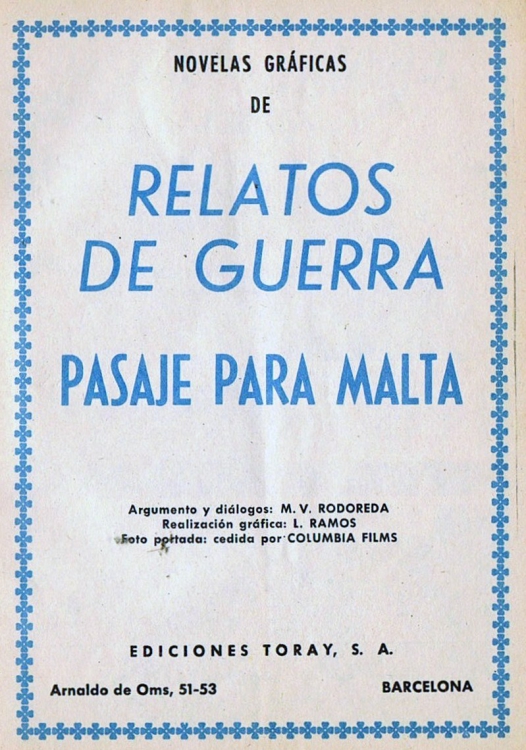 NOVELAS GRÁFICAS
DE
RELATOS
DE GUERRA
PASAJE PARA MALTA
Argumento y diálogos: M. V. RODOREDA
Realización gráfica: L. RAMOS
Foto portada: cedida por COLUMBIA FILMS
EDICIONES TORAY, S. A.
Arnaldo de Oms, 51-53 BARCELONA